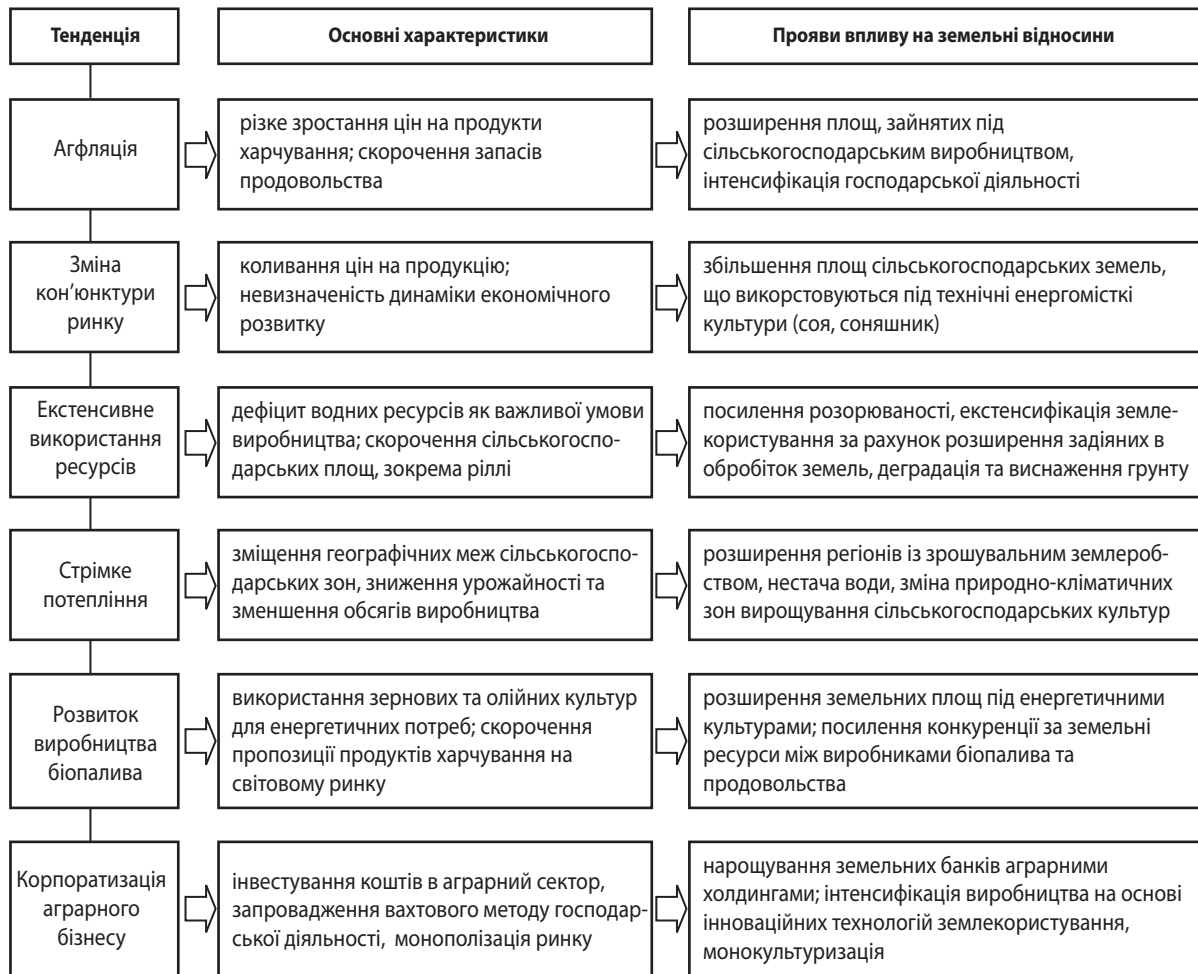 Тенденція
Основні характеристики
Прояви впливу на земельні відносини
Агфляція
різке зростання цін на продукти
харчування; скорочення запасів
продовольства
розширення площ, зайнятих під
сільськогосподарським виробництвом,
інтенсифікація господарської діяльності
Зміна
кон’юнктури
ринку
коливання цін на продукцію;
невизначеність динаміки економічного
розвитку
збільшення площ сільськогосподарських земель,
що викорстовуються під технічні енергомісткі
культури (соя, соняшник)
Екстенсивне
використання
ресурсів
дефіцит водних ресурсів як важливої умови
виробництва; скорочення сільськогоспо-
дарських площ, зокрема ріллі
посилення розорюваності, екстенсифікація земле-
користування за рахунок розширення задіяних в
обробіток земель, деградація та виснаження грунту
Стрімке
потепління
зміщення географічних меж сільськогоспо-
дарських зон, зниження урожайності та
зменшення обсягів виробництва
розширення регіонів із зрошувальним землероб-
ством, нестача води, зміна природно-кліматичних
зон вирощування сільськогосподарських культур
Розвиток
виробництва
біопалива
використання зернових та олійних культур
для енергетичних потреб; скорочення
пропозиції продуктів харчування на
світовому ринку
розширення земельних площ під енергетичними
культурами; посилення конкуренції за земельні
ресурси між виробниками біопалива та
продовольства
Корпоратизація
аграрного
бізнесу
інвестування коштів в аграрний сектор,
запровадження вахтового методу господар-
ської діяльності, монополізація ринку
нарощування земельних банків аграрними
холдингами; інтенсифікація виробництва на основі
інноваційних технологій землекористування,
монокультуризація